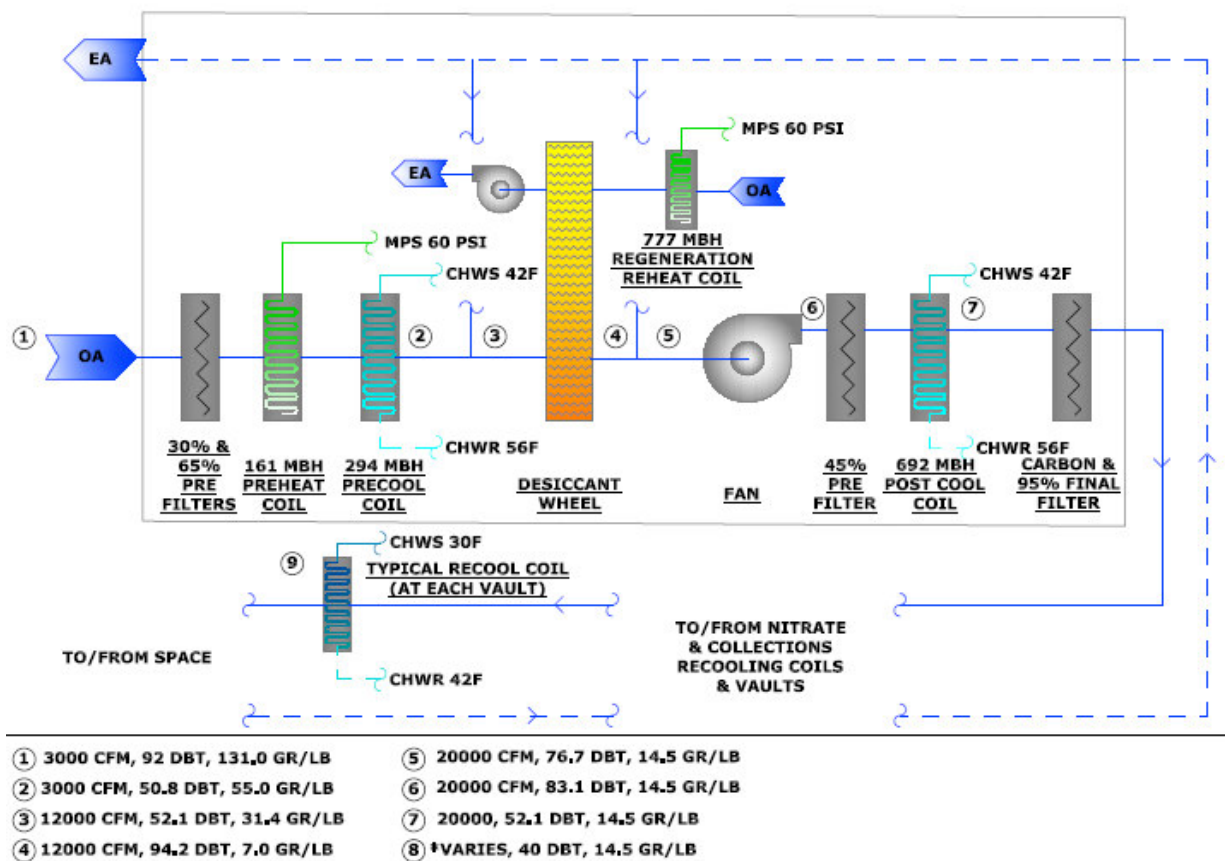 EA
MPS 60 PSI
EA
OA
777 MBH
REGENERATION
REHEAT COIL
MPS 60 PSI
CHWS 42F
CHWS 42F
1
OA
2
3
4
5
6
7
CHWR 56F
CHWR 56F
30% &
65%
PRE
FILTERS
161 MBH
PREHEAT
COIL
294 MBH
PRECOOL
COIL
DESICCANT
WHEEL
FAN
45%
PRE
FILTER
692 MBH
POST COOL
COIL
CARBON &
95% FINAL
FILTER
9
CHWS 30F
TYPICAL RECOOL COIL
(AT EACH VAULT)
CHWR 42F
TO/FROM SPACE
TO/FROM NITRATE
& COLLECTIONS
RECOOLING COILS
& VAULTS
1 3000 CFM, 92 DBT, 131.0 GR/LB
2 3000 CFM, 50.8 DBT, 55.0 GR/LB
3 12000 CFM, 52.1 DBT, 31.4 GR/LB
4 12000 CFM, 94.2 DBT, 7.0 GR/LB
5 20000 CFM, 76.7 DBT, 14.5 GR/LB
6 20000 CFM, 83.1 DBT, 14.5 GR/LB
7 20000, 52.1 DBT, 14.5 GR/LB
8 *VARIES, 40 DBT, 14.5 GR/LB